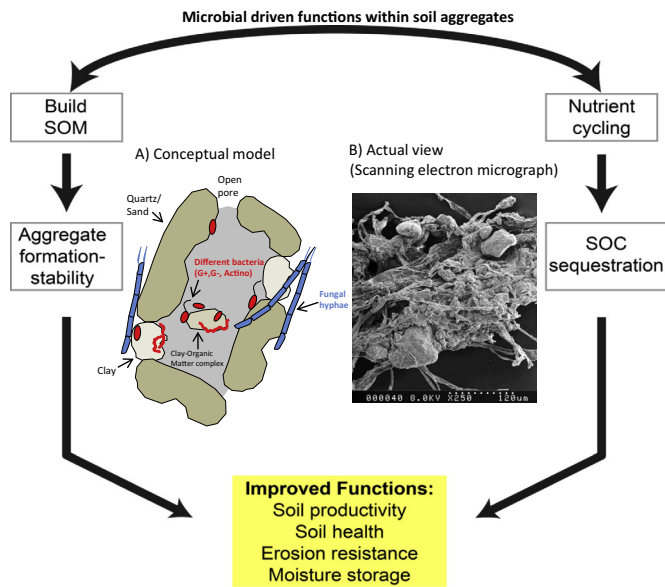 Microbial driven functions within soil aggregates
Build
SOM
Nutrient
cycling
A) Conceptual model
B) Actual view
(Scanning electron micrograph)
Open
pore
Quartz/
Sand
Aggregate
formation-
stability
Different bacteria
(G+,G-, Actino)
Fungal
hyphae
Clay-Organic
Matter complex
Clay
SOC
sequestration
000040 8.0KV X250 120um
Improved Functions:
Soil productivity
Soil health
Erosion resistance
Moisture storage